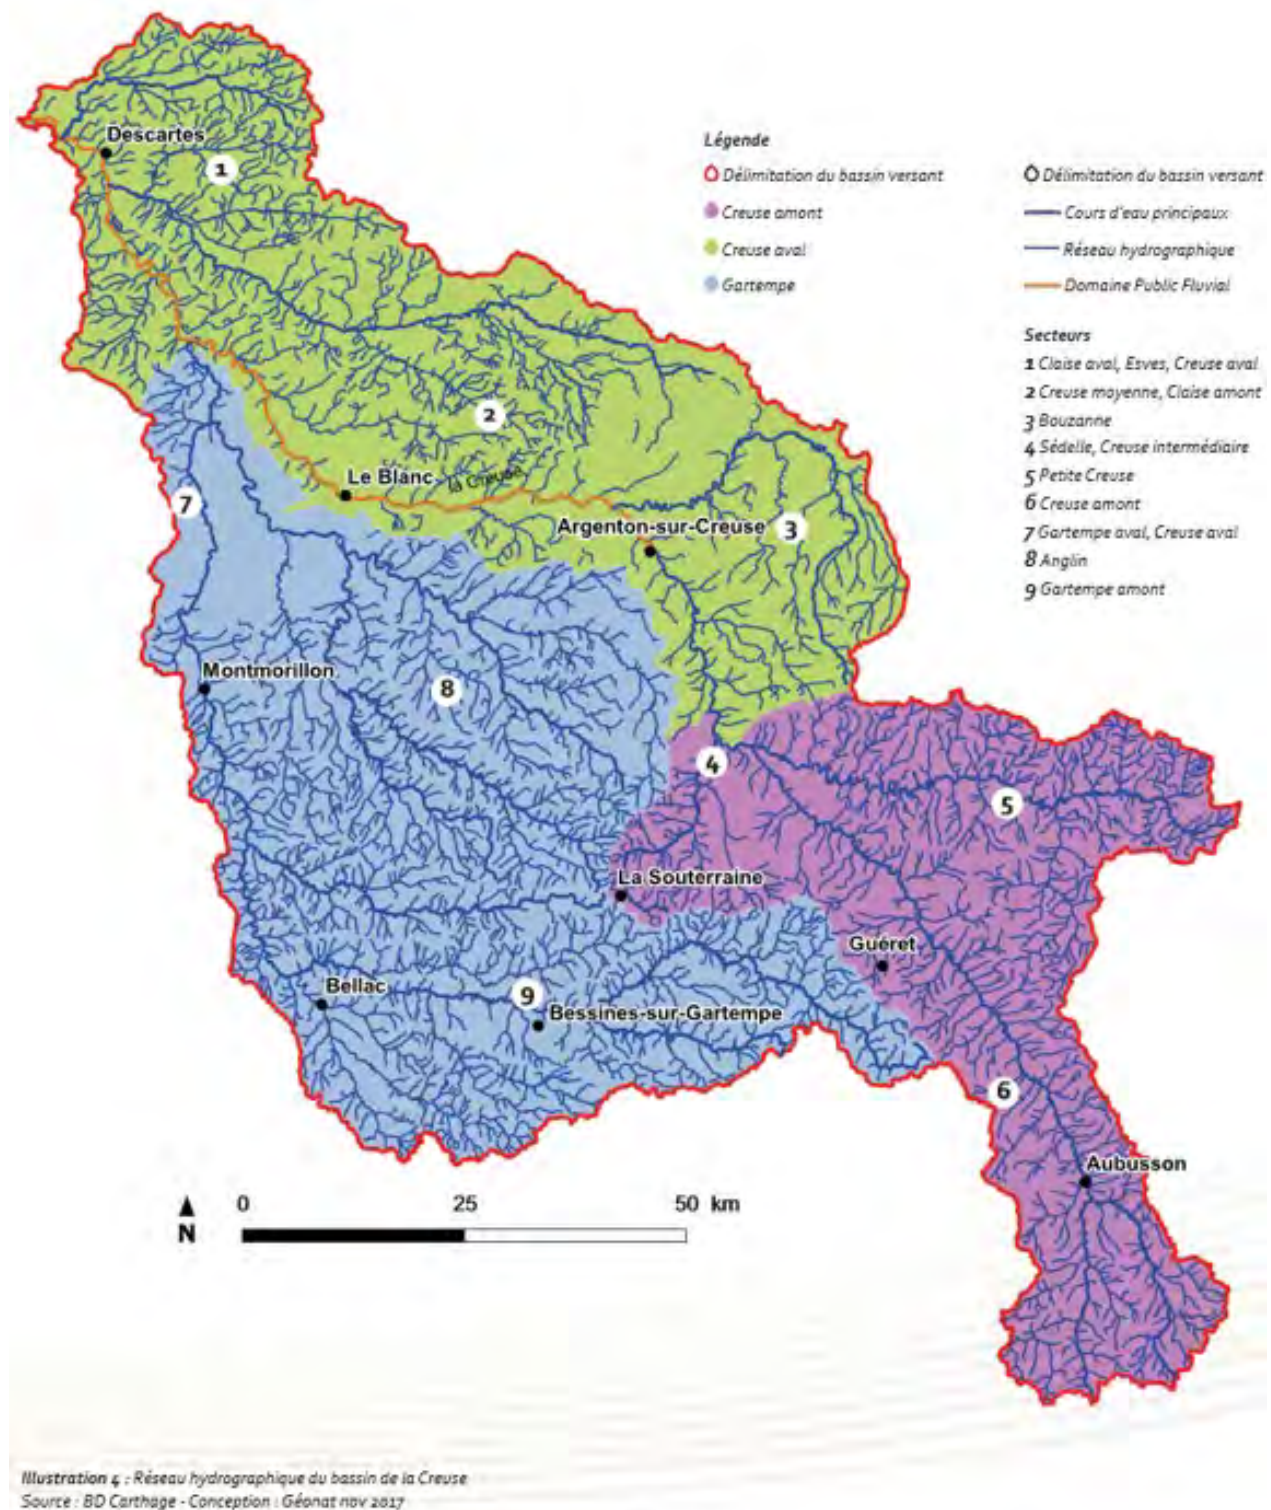 Descartes
1
Légende
Délimitation du bassin versant
Creuse amont
Creuse aval
Gartempe
Délimitation du bassin versant
Cours d'eau principaux
Réseau hydrographique
Domaine Public Fluvial
Secteurs
1 Claise aval, Esves, Creuse aval
2 Creuse moyenne, Claise amont
3 Bouzanne
4 Sédelle, Creuse intermédiaire
5 Petite Creuse
6 Creuse amont
7 Gartempe aval, Creuse aval
8 Anglin
9 Gartempe amont
2
Le Blanc
la Creuse
7
Argenton-sur-Creuse
3
Montmorillon
8
4
5
La Souterraine
Guéret
Bellac
9
Bessines-sur-Gartempe
6
Aubusson
N
0 25 50 km
Illustration 4 : Réseau hydrographique du bassin de la Creuse
Source : BD Carthage - Conception : Géonat nov 2017